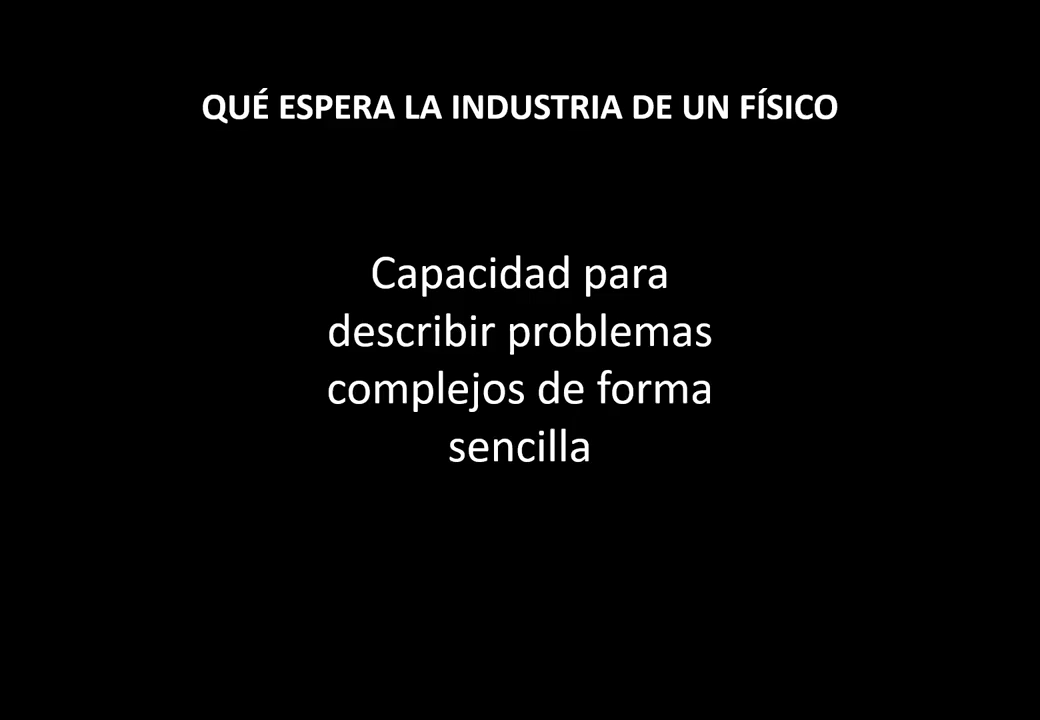 QUÉ ESPERA LA INDUSTRIA DE UN FÍSICO
Capacidad para
describir problemas
complejos de forma
sencilla